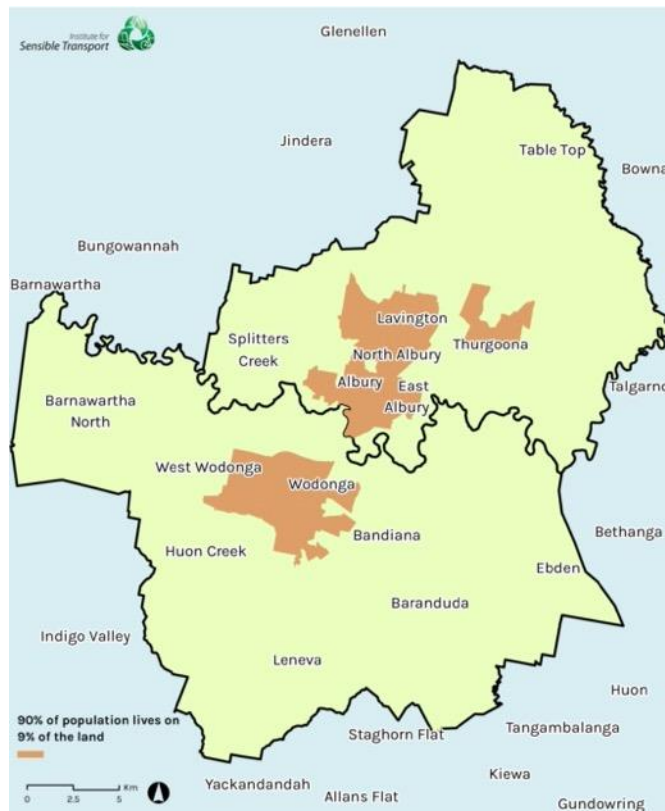 Institute for
Sensible Transport
Glenellen
Jindera
Table Top
Bowna
Bungowannah
Barnawartha
Lavington
Splitters
Creek
North Albury
Thurgoona
Albury
East
Albury
Talgarno
Barnawartha
North
West Wodonga
Wodonga
Bandiana
Bethanga
Huon Creek
Ebden
Baranduda
Indigo Valley
Leneva
Huon
90% of population lives on
9% of the land
Staghorn Flat
Tangambalanga
Kiewa
Yackandandah
Allans Flat
Gundowring
0 2.5 5 Km